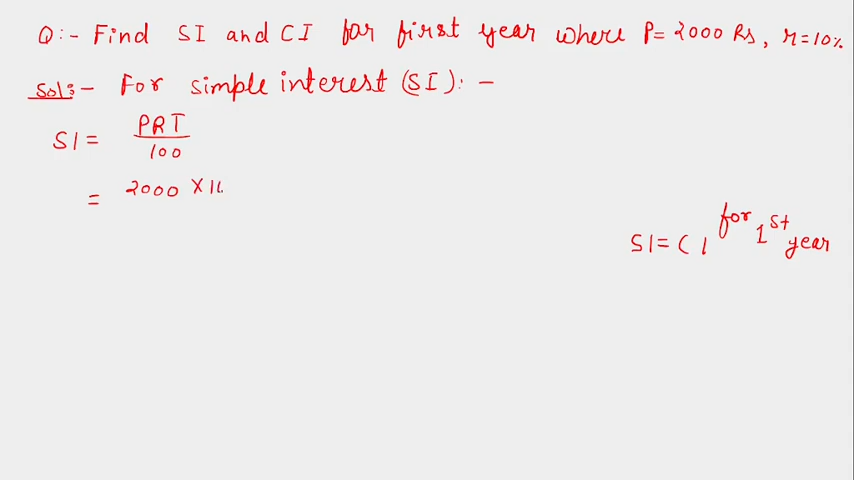 Q:- Find SI and CI for first year where P= 2000 Rs, r=10%
Sol:- For simple interest (SI): -
SI = PRT
100
= 2000 × 1
SI = CI for 1st year